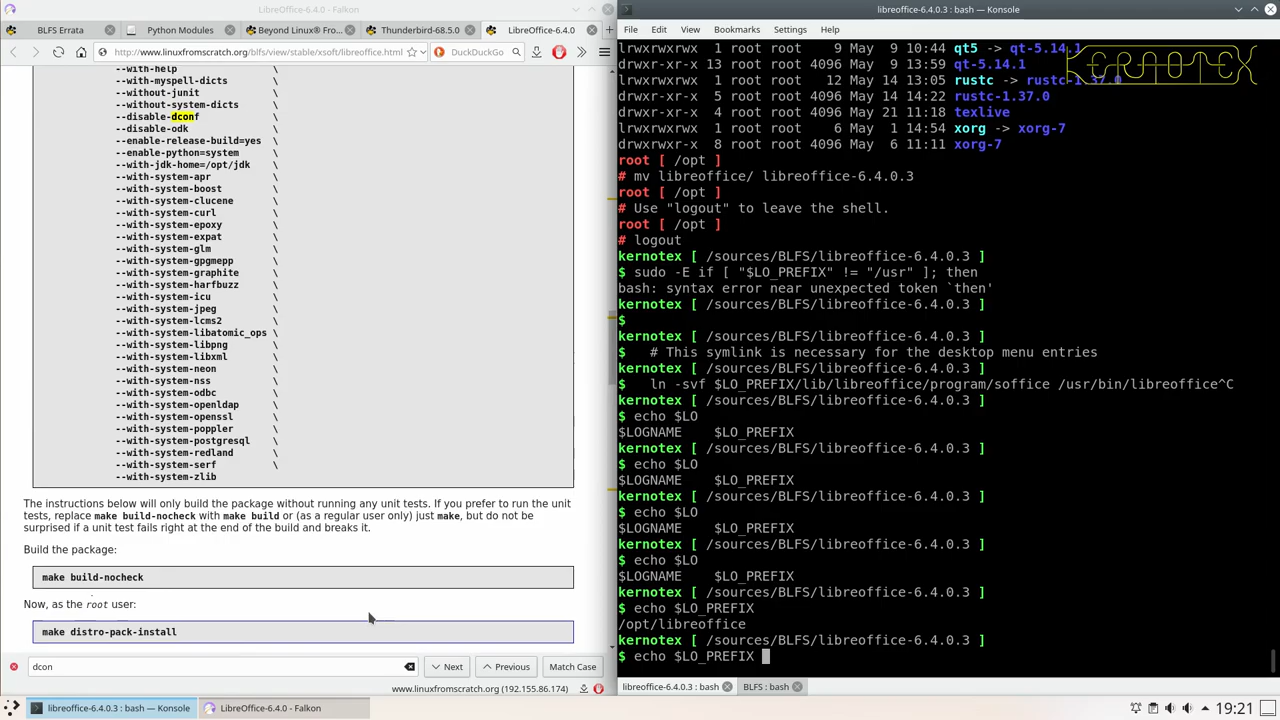 LibreOffice-6.4.0 - Falkon
BLFS Errata
Python Modules
Beyond Linux® Fro
Thunderbird-68.5.0
LibreOffice-6.4.0
http://www.linuxfromscratch.org/blfs/view/stable/xsoft/libreoffice.html
DuckDuckGo
--with-help \
--with-myspell-dicts \
--without-junit \
--without-system-dicts \
--disable-dconf \
--disable-odk \
--enable-release-build=yes \
--enable-python=system \
--with-jdk-home=/opt/jdk \
--with-system-apr \
--with-system-boost \
--with-system-clucene \
--with-system-curl \
--with-system-epoxy \
--with-system-expat \
--with-system-glm \
--with-system-gpgmepp \
--with-system-graphite \
--with-system-harfbuzz \
--with-system-icu \
--with-system-jpeg \
--with-system-lcms2 \
--with-system-libatomic_ops \
--with-system-libpng \
--with-system-libxml \
--with-system-neon \
--with-system-nss \
--with-system-odbc \
--with-system-openldap \
--with-system-openssl \
--with-system-poppler \
--with-system-postgresql \
--with-system-redland \
--with-system-serf \
--with-system-zlib
The instructions below will only build the package without running any unit tests. If you prefer to run the unit
tests, replace make build-nocheck with make build or (as a regular user only) just make, but do not be
surprised if a unit test fails right at the end of the build and breaks it.
Build the package:
make build-nocheck
Now, as the root user:
make distro-pack-install
dcon
Next
Previous
Match Case
www.linuxfromscratch.org (192.155.86.174)
libreoffice-6.4.0.3 : bash — Konsole
File Edit View Bookmarks Settings Help
lrwxrwxrwx 1 root root 9 May 9 10:44 qt5 -> qt-5.14.1
drwxr-xr-x 13 root root 4096 May 9 13:59 qt-5.14.1
lrwxrwxrwx 1 root root 12 May 14 13:05 rustc -> rustc-1.37.0
drwxr-xr-x 5 root root 4096 May 14 14:22 rustc-1.37.0
drwxr-xr-x 4 root root 4096 May 21 11:18 texlive
lrwxrwxrwx 1 root root 6 May 1 14:54 xorg -> xorg-7
drwxr-xr-x 8 root root 4096 May 6 11:11 xorg-7
root [ /opt ]
# mv libreoffice/ libreoffice-6.4.0.3
root [ /opt ]
# Use "logout" to leave the shell.
root [ /opt ]
# logout
kernotex [ /sources/BLFS/libreoffice-6.4.0.3 ]
$ sudo -E if [ "$LO_PREFIX" != "/usr" ]; then
bash: syntax error near unexpected token `then'
kernotex [ /sources/BLFS/libreoffice-6.4.0.3 ]
$
kernotex [ /sources/BLFS/libreoffice-6.4.0.3 ]
$ # This symlink is necessary for the desktop menu entries
kernotex [ /sources/BLFS/libreoffice-6.4.0.3 ]
$ ln -svf $LO_PREFIX/lib/libreoffice/program/soffice /usr/bin/libreoffice^C
kernotex [ /sources/BLFS/libreoffice-6.4.0.3 ]
$ echo $LO
$LOGNAME $LO_PREFIX
kernotex [ /sources/BLFS/libreoffice-6.4.0.3 ]
$ echo $LO
$LOGNAME $LO_PREFIX
kernotex [ /sources/BLFS/libreoffice-6.4.0.3 ]
$ echo $LO
$LOGNAME $LO_PREFIX
kernotex [ /sources/BLFS/libreoffice-6.4.0.3 ]
$ echo $LO
$LOGNAME $LO_PREFIX
kernotex [ /sources/BLFS/libreoffice-6.4.0.3 ]
$ echo $LO_PREFIX
/opt/libreoffice
kernotex [ /sources/BLFS/libreoffice-6.4.0.3 ]
$ echo $LO_PREFIX
KERNOTEX
libreoffice-6.4.0.3 : bash
BLFS : bash
libreoffice-6.4.0.3 : bash — Konsole
LibreOffice-6.4.0 - Falkon
19:21